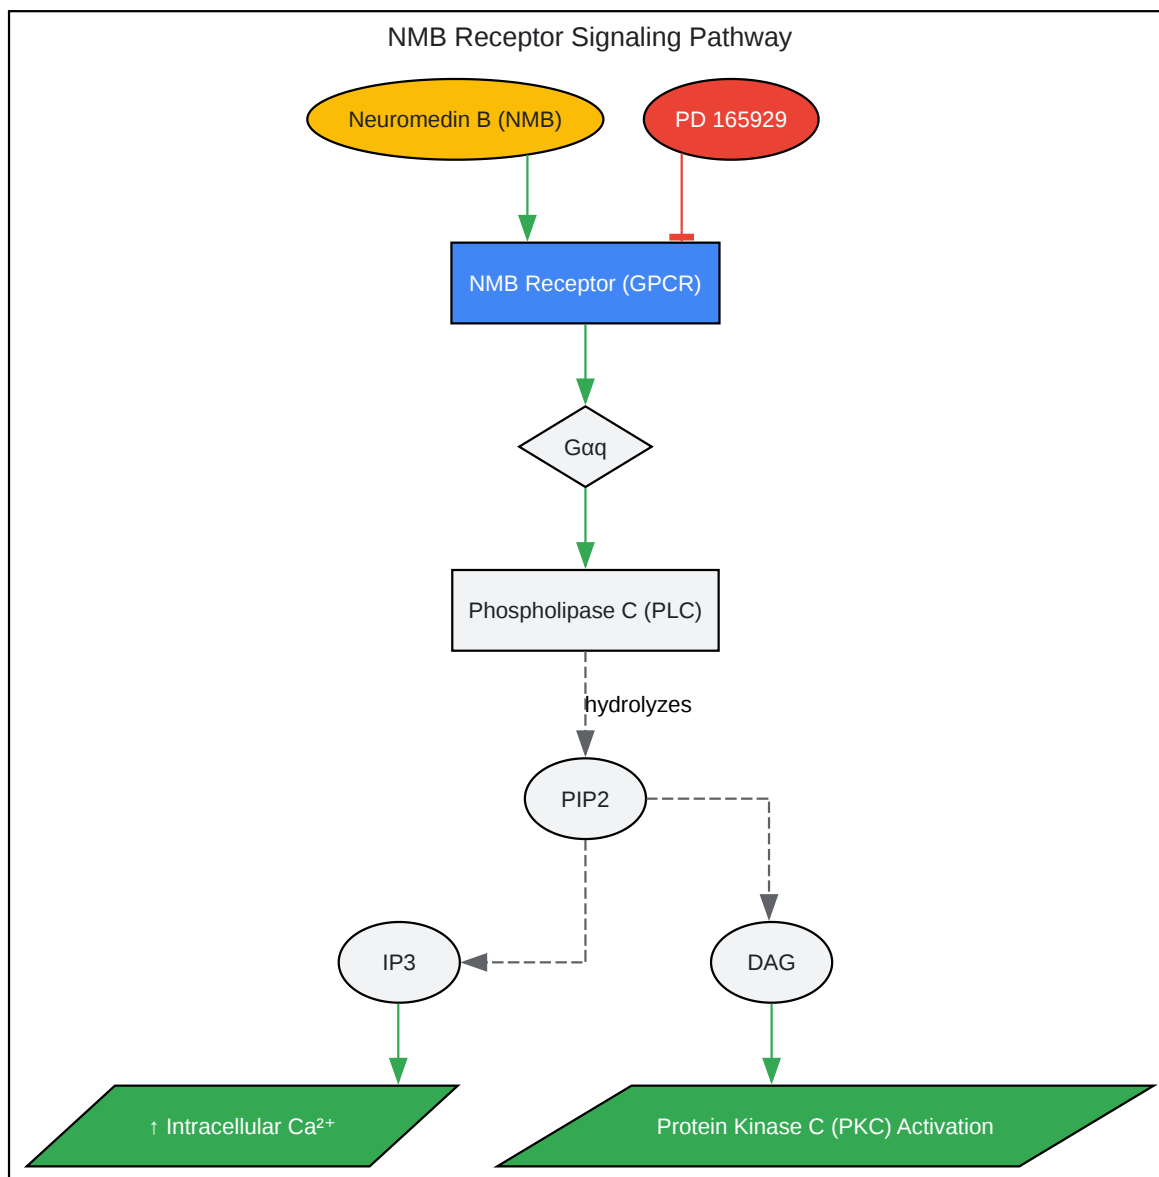 NMB Receptor Signaling Pathway
Neuromedin B (NMB)
PD 165929
NMB Receptor (GPCR)
Gαq
Phospholipase C (PLC)
hydrolyzes
PIP2
IP3
DAG
↑ Intracellular Ca²⁺
Protein Kinase C (PKC) Activation